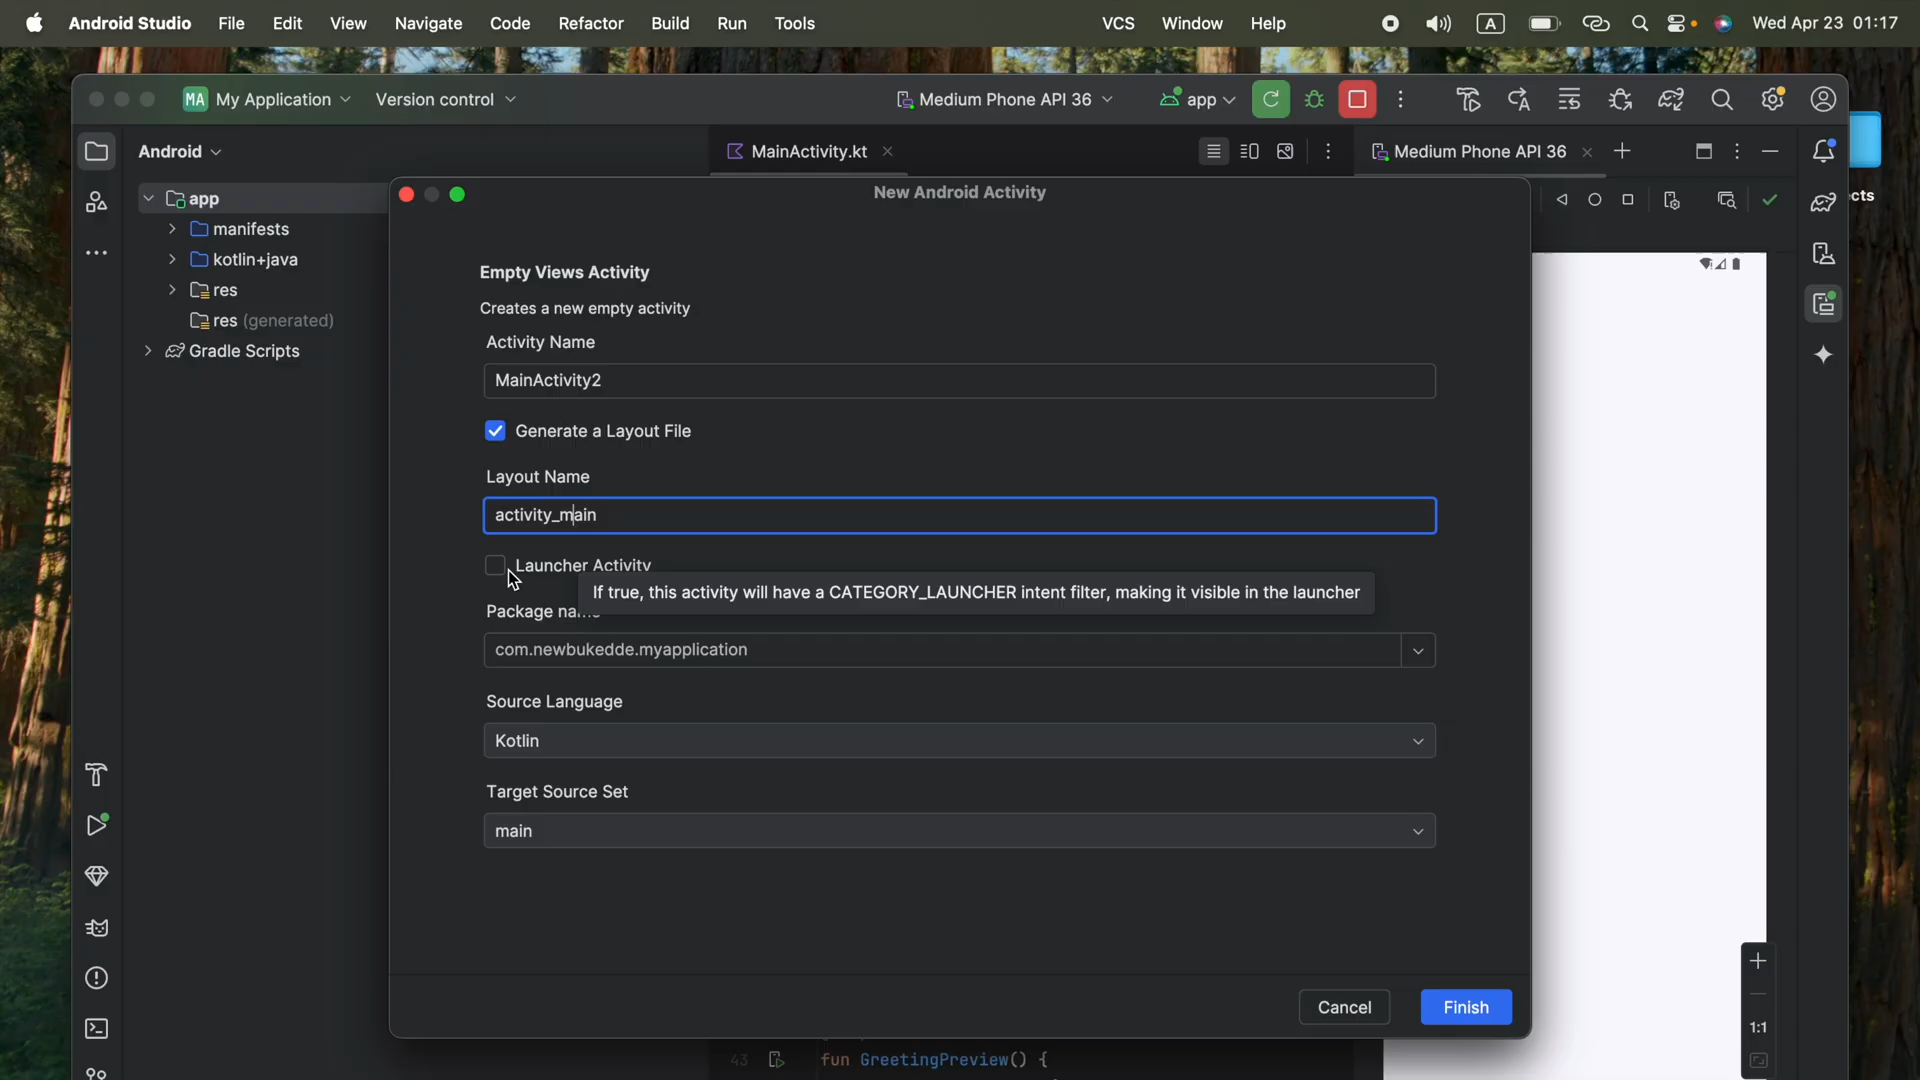 Android Studio File Edit View Navigate Code Refactor Build Run Tools VCS Window Help A Wed Apr 23 01:17
MA My Application Version control Medium Phone API 36 app
Android MainActivity.kt Medium Phone API 36
app
manifests
kotlin+java
res
res (generated)
Gradle Scripts
cts
New Android Activity
Empty Views Activity
Creates a new empty activity
Activity Name
MainActivity2
Generate a Layout File
Layout Name
activity_main
Launcher Activity
If true, this activity will have a CATEGORY_LAUNCHER intent filter, making it visible in the launcher
Package
com.newbukedde.myapplication
Source Language
Kotlin
Target Source Set
main
Cancel Finish
1:1
43 fun GreetingPreview() {